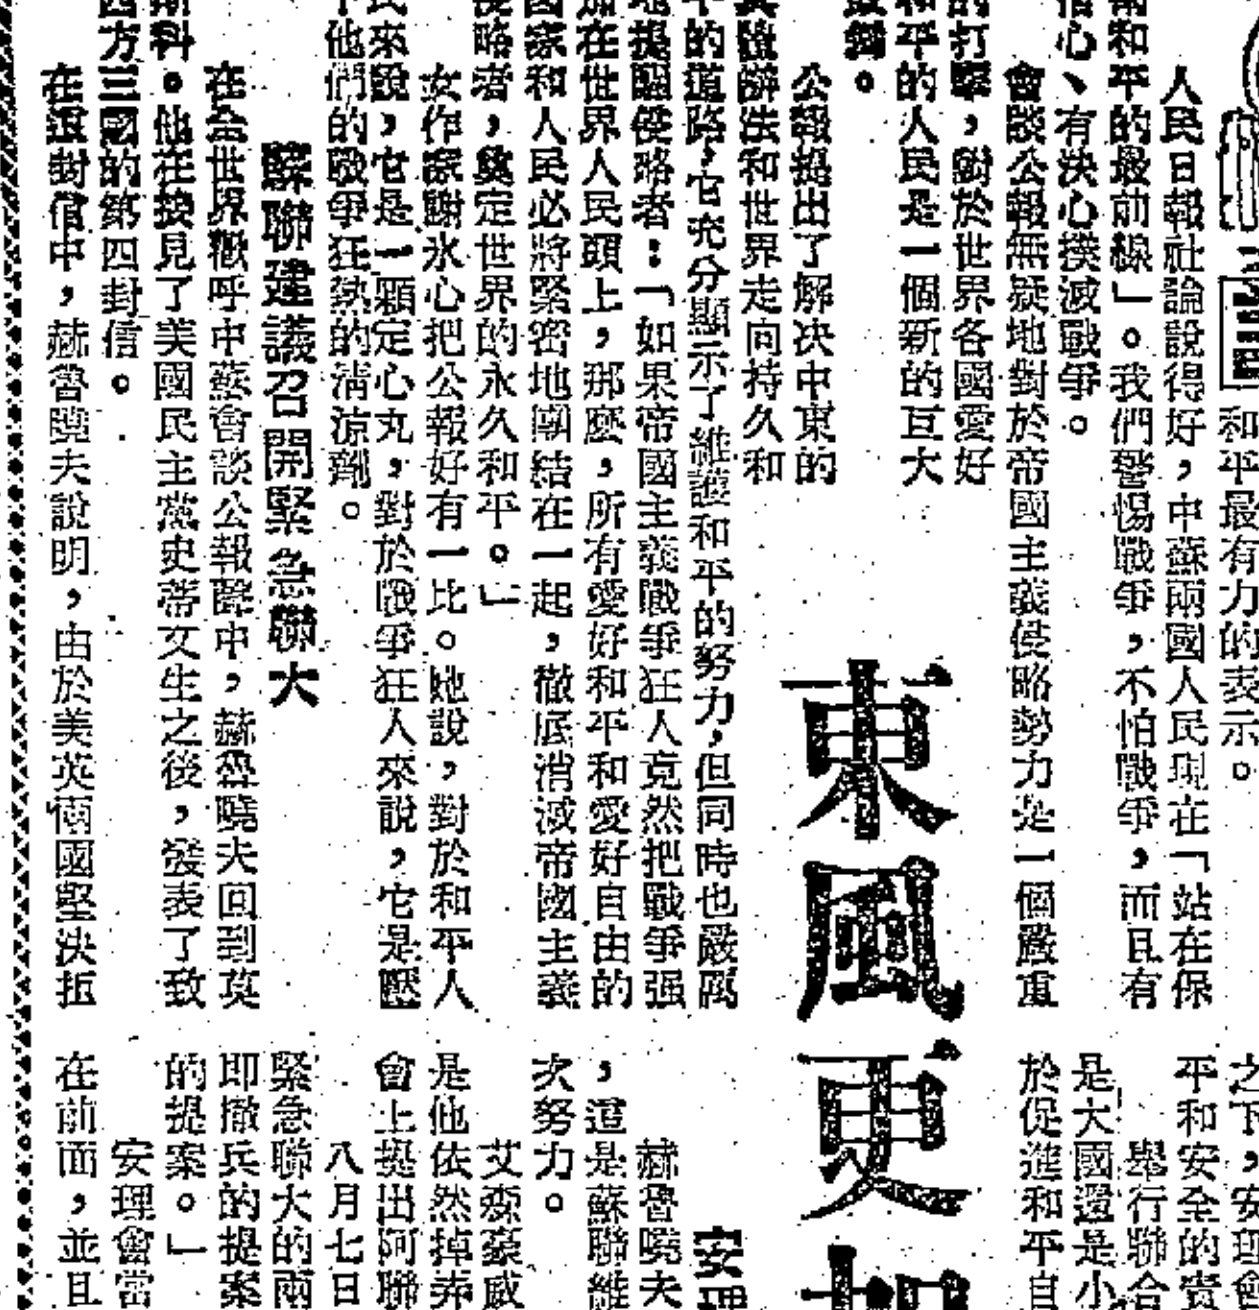 和平最有力的表示。
人民日報社論說得好，中蘇兩國人民現在「站在保
和平的最前線」。我們警惕戰爭，不怕戰爭，而且有
信心、有決心撲滅戰爭。
會談公報無疑地對於帝國主義侵略勢力是一個嚴重
的打擊，對於世界各國愛好
和平的人民是一個新的巨大
公報提出了解決中東的
辦法和世界走向持久和
平的道路，它充分顯示了維護和平的努力，但同時也嚴厲
地提醒侵略者：「如果帝國主義戰爭狂人竟然把戰爭强
加在世界人民頭上，那麼，所有愛好和平和愛好自由的
國家和人民必將緊密地團結在一起，徹底消滅帝國主義
侵略者，奠定世界的永久和平。」
女作家謝冰心把公報好有一比。她說，對於和平人
民來說，它是一顆定心丸，對於戰爭狂人來說，它是壓
下他們的戰爭狂熱的清涼劑。
蘇聯建議召開緊急聯大
在全世界歡呼中蘇會談公報聲中，赫魯曉夫回到莫
斯科。他在接見了美國民主黨史蒂文生之後，發表了致
西方三國的第四封信。
在這封信中，赫魯曉夫說明，由於美英兩國堅決拒
東風更
之下，安理會
平和安全的責
舉行聯合
是大國還是小
於促進和平自
安理
赫魯曉夫
，這是蘇聯維
次努力。
艾森豪威
是他依然掉弄
會上提出阿聯
八月七日
緊急聯大的兩
即撤兵的提案
的提案。」
安理會當
在前面，並且